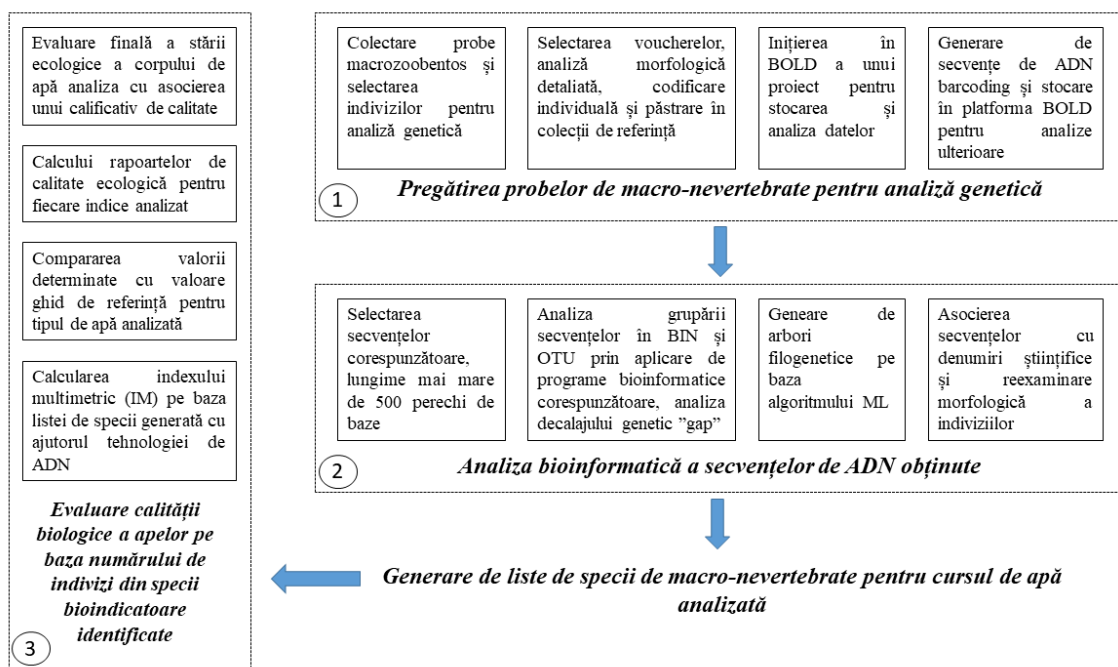 Colectare probe
macrozoobentos și
selectarea
indivizilor pentru
analiză genetică
Selectarea voucherelor,
analiză morfologică
detaliată, codificare
individuală și păstrare în
colecții de referință
Inițierea în
BOLD a unui
proiect pentru
stocarea și
analiza datelor
Generare de
secvențe de ADN
barcoding și stocare
în platforma BOLD
pentru analize
ulterioare
1
Pregătirea probelor de macro-nevertebrate pentru analiză genetică
Selectarea
secvențelor
corespunzătoare,
lungime mai mare
de 500 perechi de
baze
Analiza grupării
secvențelor în BIN și
OTU prin aplicare de
programe bioinformatice
corespunzătoare, analiza
decalajului genetic ”gap”
Geneare de
arbori
filogenetice pe
baza
algoritmului ML
Asocierea
secvențelor cu
denumiri științifice
și reexaminare
morfologică a
indiviziilor
2
Analiza bioinformatică a secvențelor de ADN obținute
Generare de liste de specii de macro-nevertebrate pentru cursul de apă
analizată
Evaluare finală a stării
ecologice a corpului de
apă analiza cu asocierea
unui calificativ de calitate
Calcului rapoartelor de
calitate ecologică pentru
fiecare indice analizat
Compararea valorii
determinate cu valoare
ghid de referință pentru
tipul de apă analizată
Calcularea indexului
multimetric (IM) pe baza
listei de specii generată cu
ajutorul tehnologiei de
ADN
Evaluare calității
biologice a apelor pe
baza numărului de
indivizi din specii
bioindicatoare
identificate
3